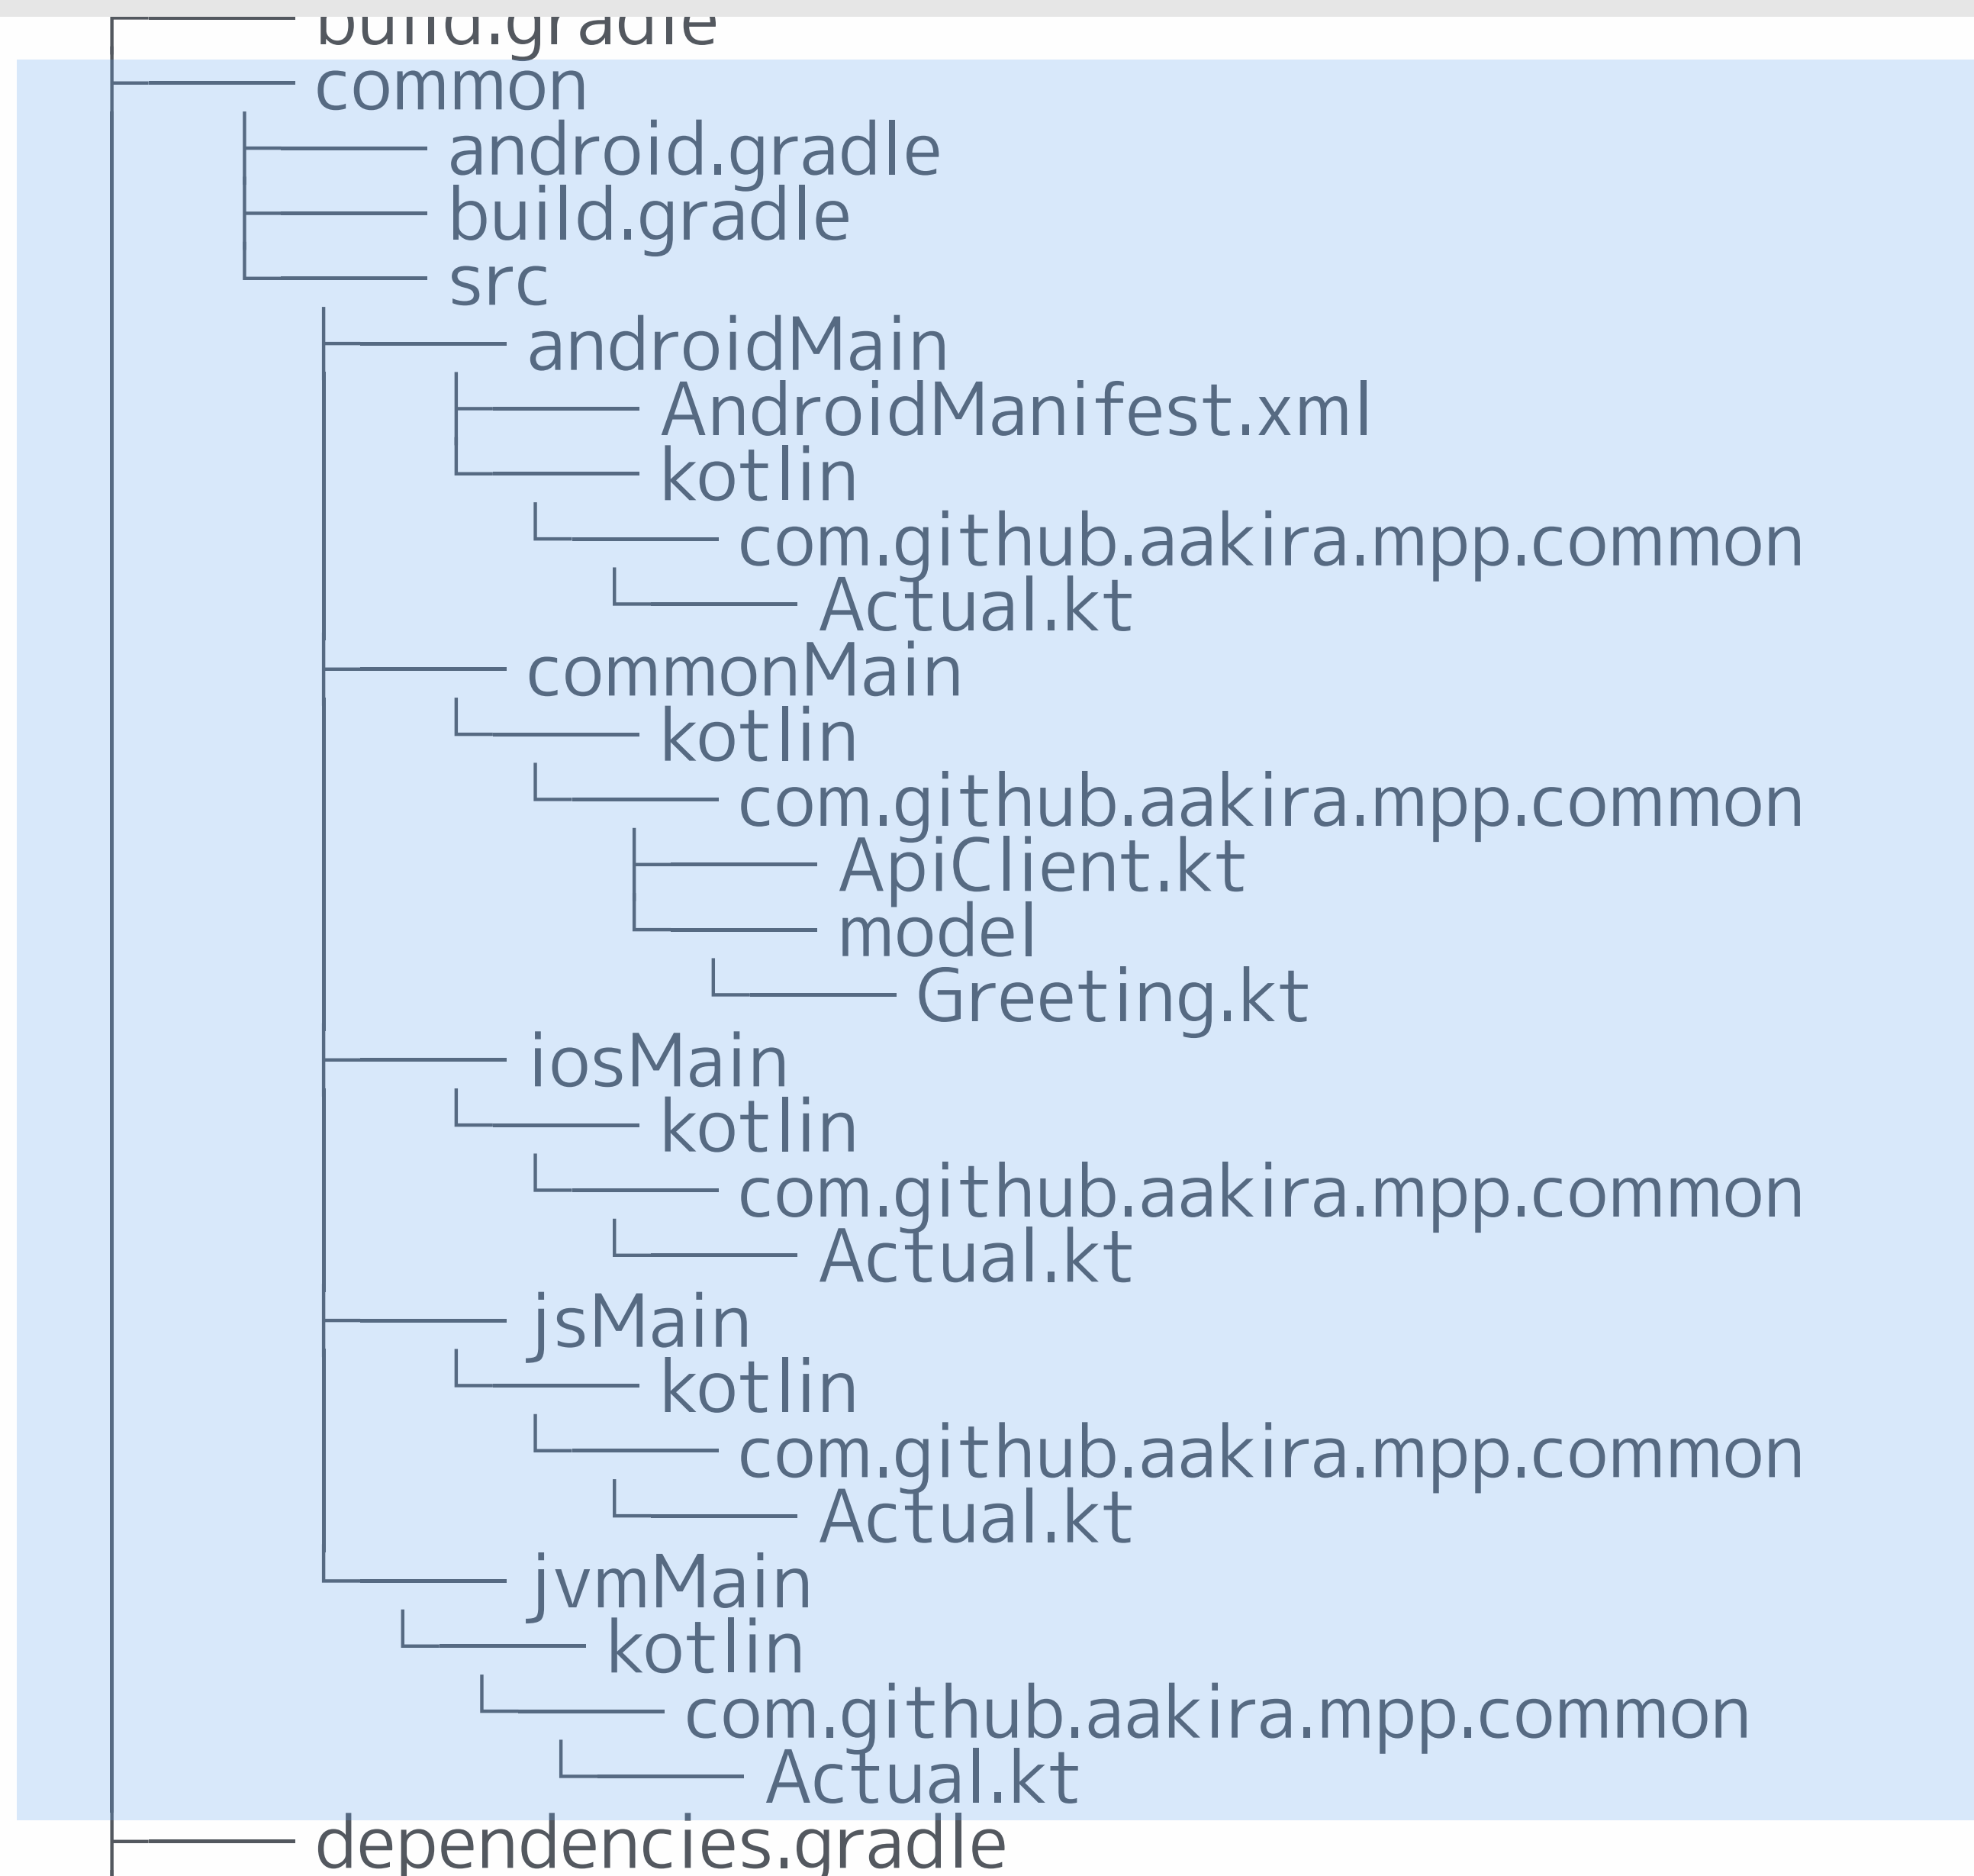 build.gradle
common
android.gradle
build.gradle
src
androidMain
AndroidManifest.xml
kotlin
com.github.aakira.mpp.common
Actual.kt
commonMain
kotlin
com.github.aakira.mpp.common
ApiClient.kt
model
Greeting.kt
iosMain
kotlin
com.github.aakira.mpp.common
Actual.kt
jsMain
kotlin
com.github.aakira.mpp.common
Actual.kt
jvmMain
kotlin
com.github.aakira.mpp.common
Actual.kt
dependencies.gradle